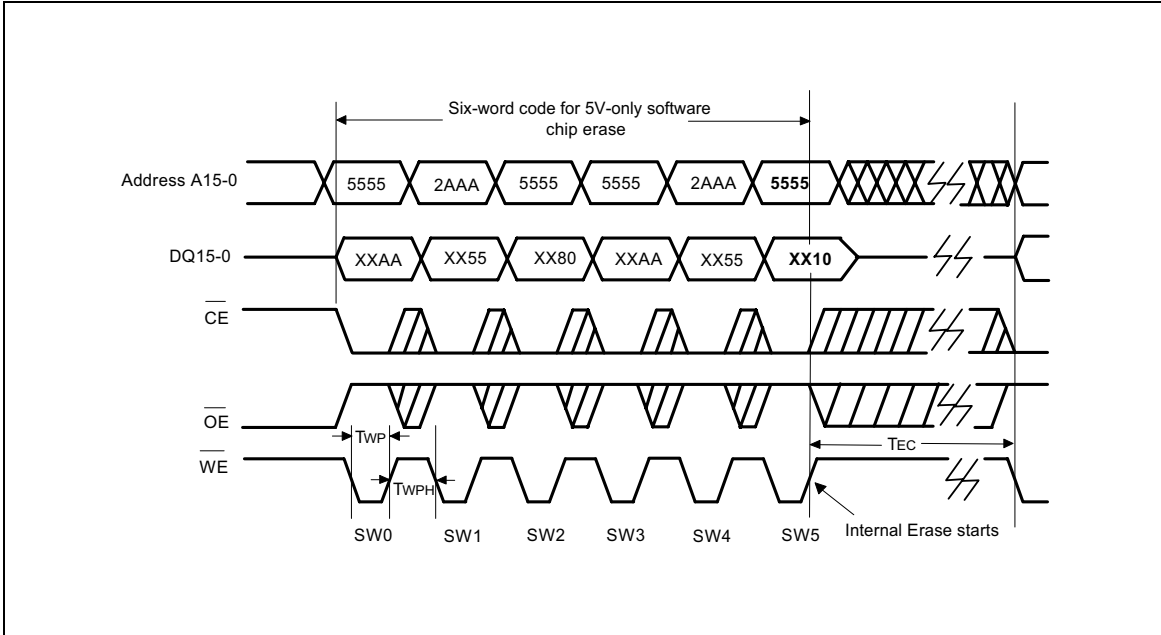 Six-word code for 5V-only software
chip erase
Address A15-0
5555
2AAA
5555
5555
2AAA
5555
DQ15-0
XXAA
XX55
XX80
XXAA
XX55
XX10
CE
OE
TWP
TEC
WE
TWPH
Internal Erase starts
SW0
SW1
SW2
SW3
SW4
SW5